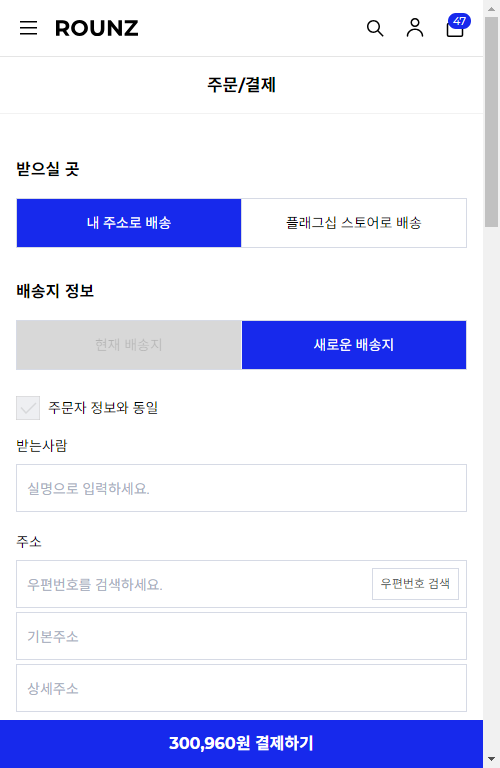 ROUNZ
47
주문/결제
받으실 곳
내 주소로 배송
플래그십 스토어로 배송
배송지 정보
현재 배송지
새로운 배송지
주문자 정보와 동일
받는사람
실명으로 입력하세요.
주소
우편번호를 검색하세요.
우편번호 검색
기본주소
상세주소
300,960원 결제하기